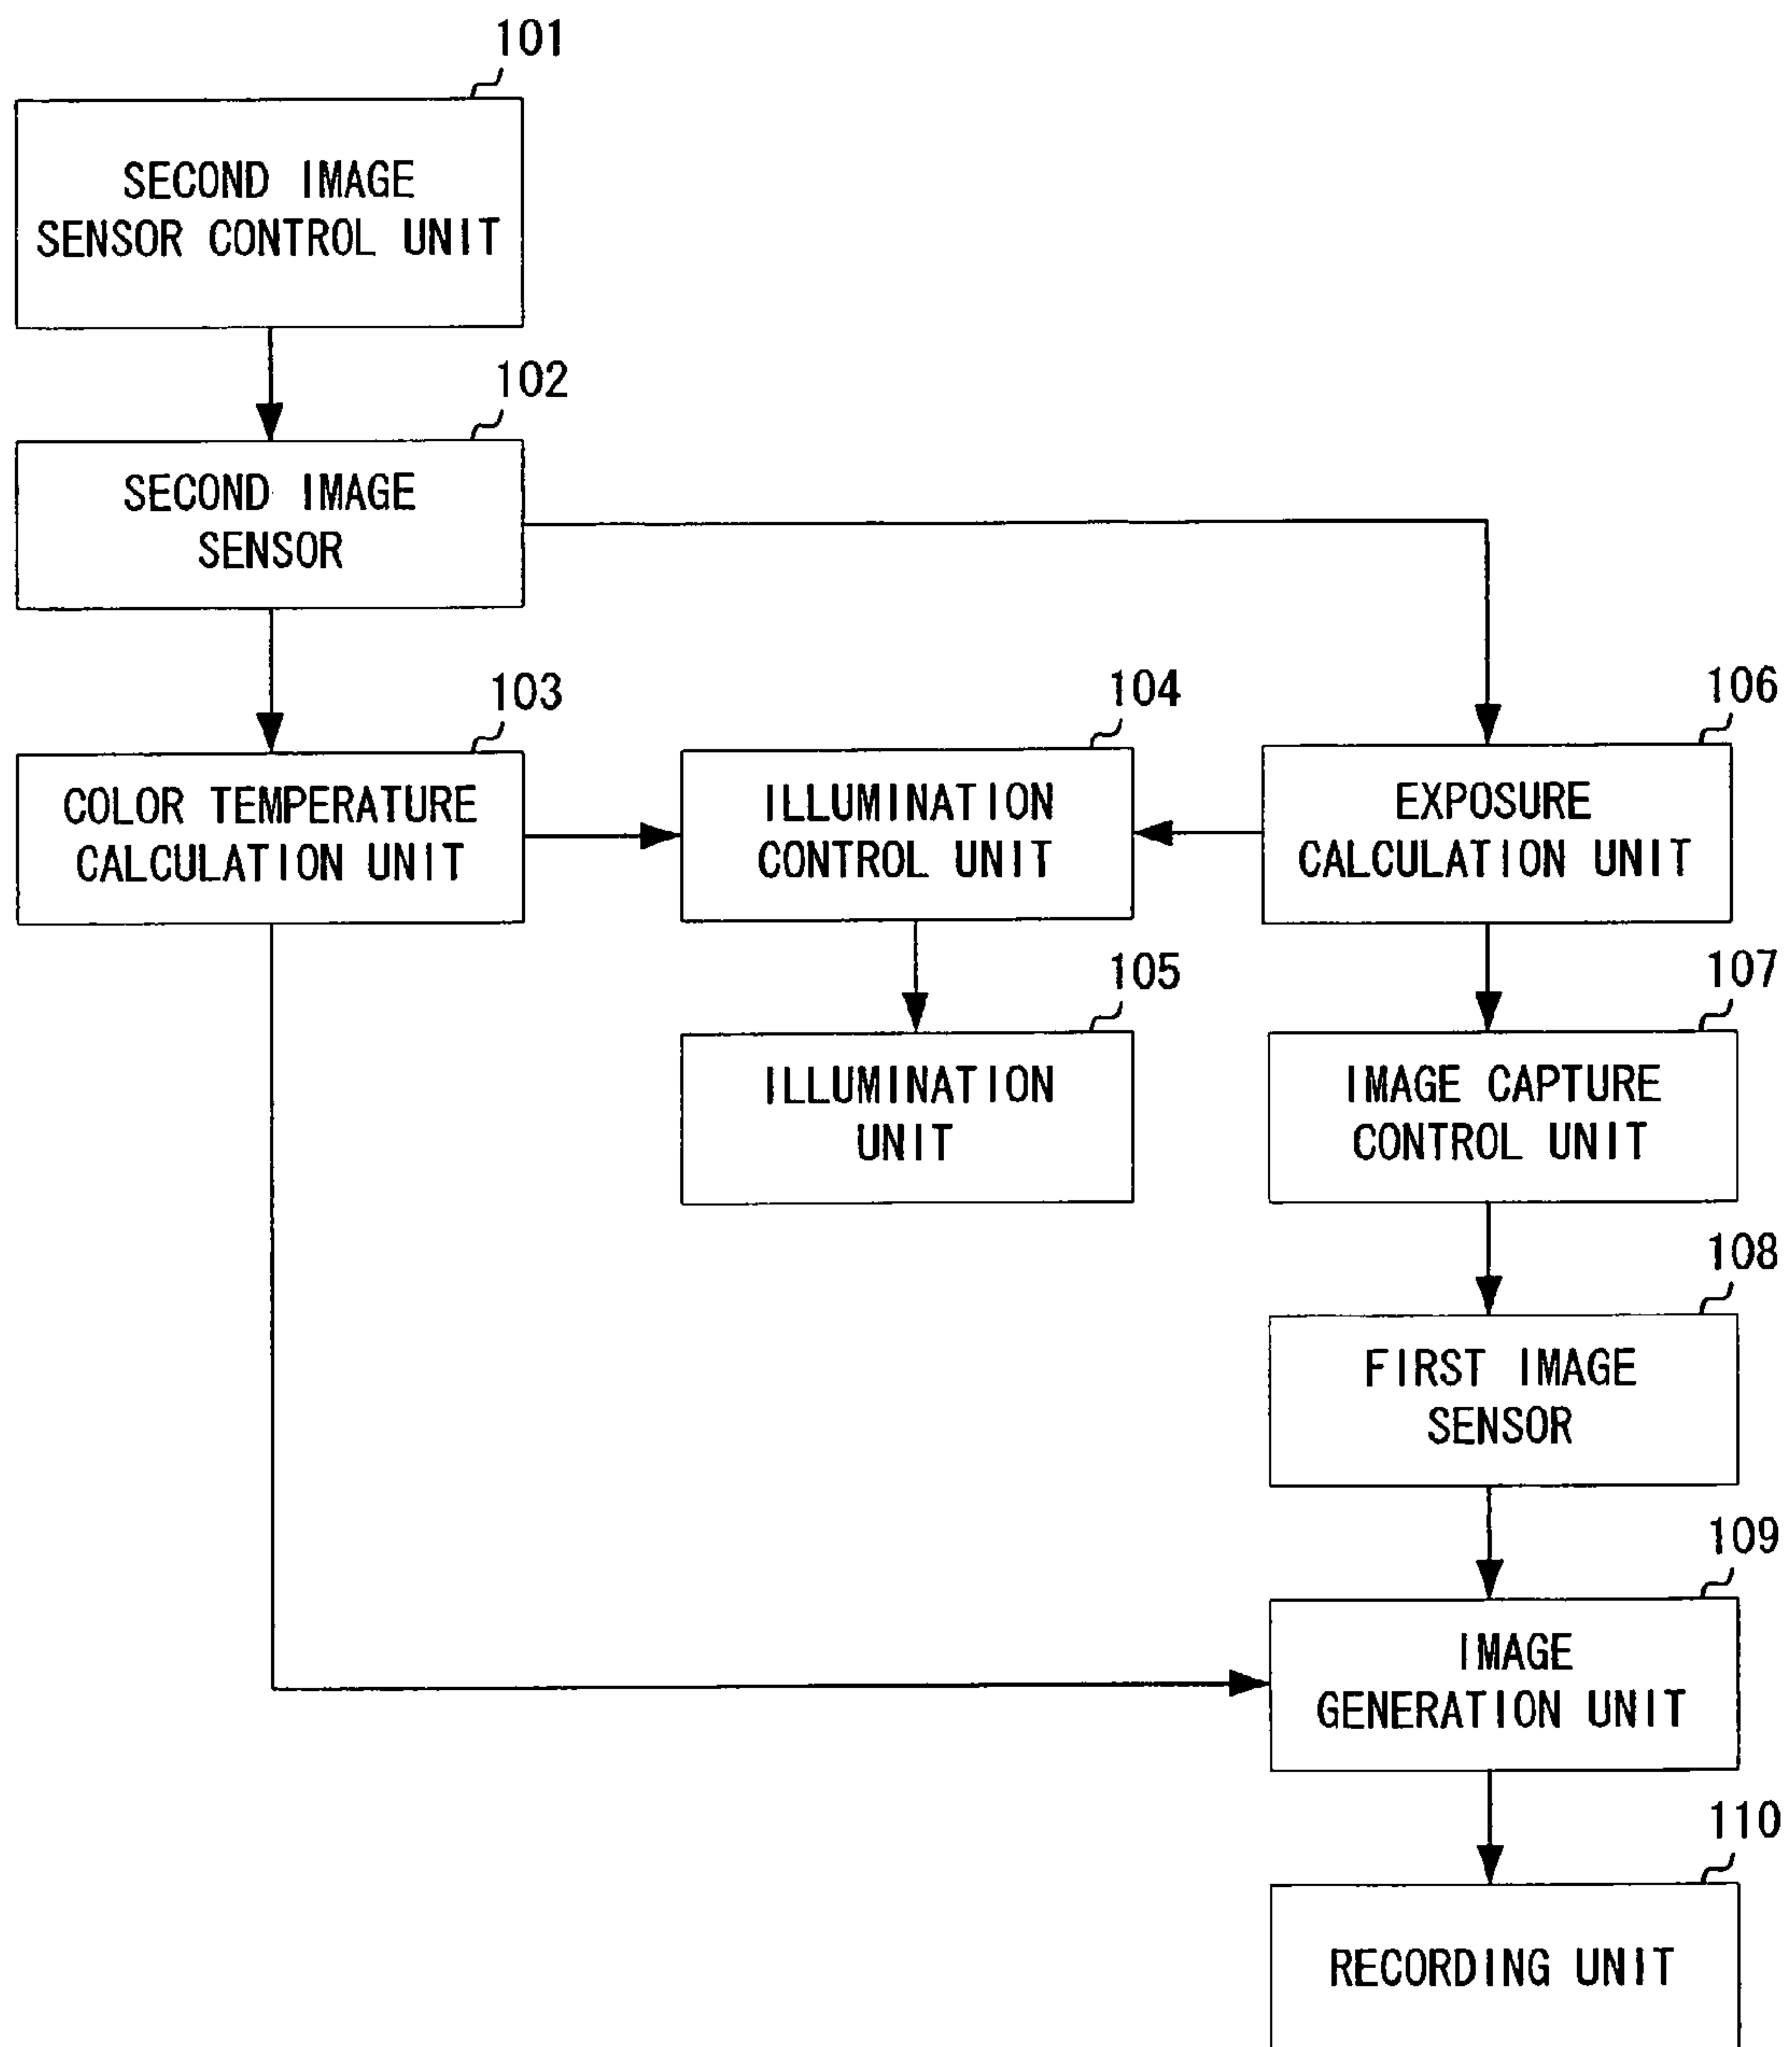 101
SECOND IMAGE
SENSOR CONTROL UNIT
102
SECOND IMAGE
SENSOR
103
COLOR TEMPERATURE
CALCULATION UNIT
104
ILLUMINATION
CONTROL UNIT
106
EXPOSURE
CALCULATION UNIT
105
ILLUMINATION
UNIT
107
IMAGE CAPTURE
CONTROL UNIT
108
FIRST IMAGE
SENSOR
109
IMAGE
GENERATION UNIT
110
RECORDING UNIT